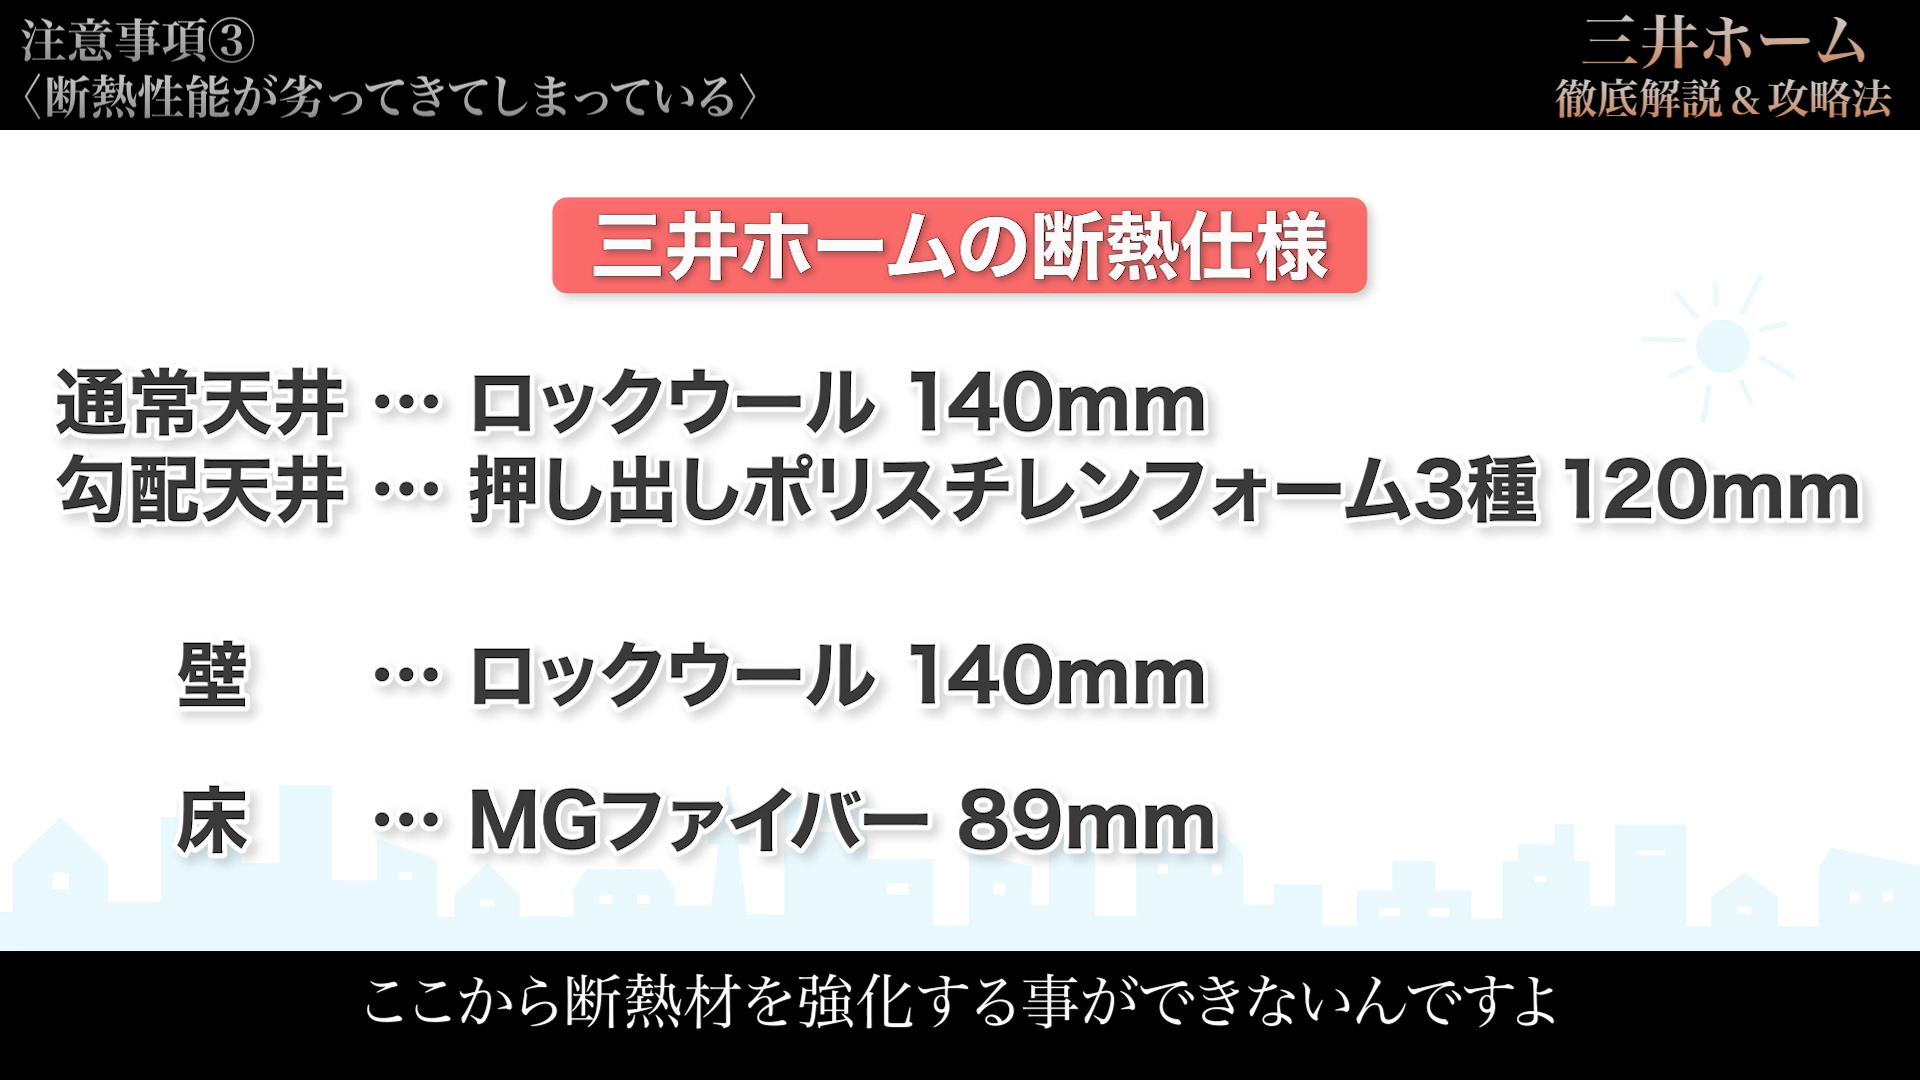 注意事項③
〈断熱性能が劣ってきてしまっている〉
三井ホーム
徹底解説&攻略法
三井ホームの断熱仕様
通常天井 … ロックウール 140mm
勾配天井 … 押し出しポリスチレンフォーム3種 120mm
壁 … ロックウール 140mm
床 … MGファイバー 89mm
ここから断熱材を強化する事ができないんですよ